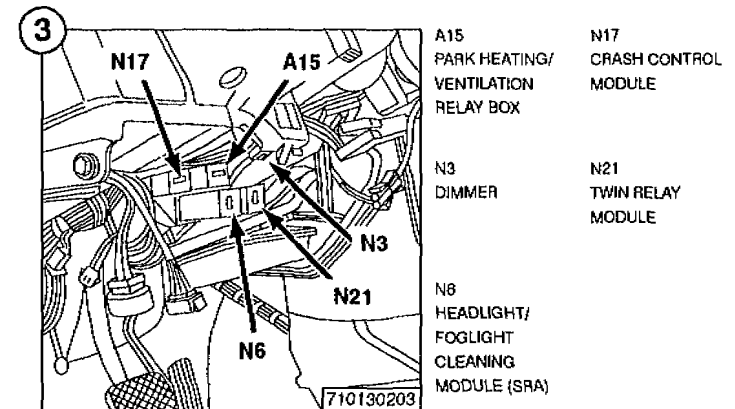 3
N17
A15
N3
N21
N6
710130203
A15
PARK HEATING/
VENTILATION
RELAY BOX
N17
CRASH CONTROL
MODULE
N3
DIMMER
N21
TWIN RELAY
MODULE
N6
HEADLIGHT/
FOGLIGHT
CLEANING
MODULE (SRA)